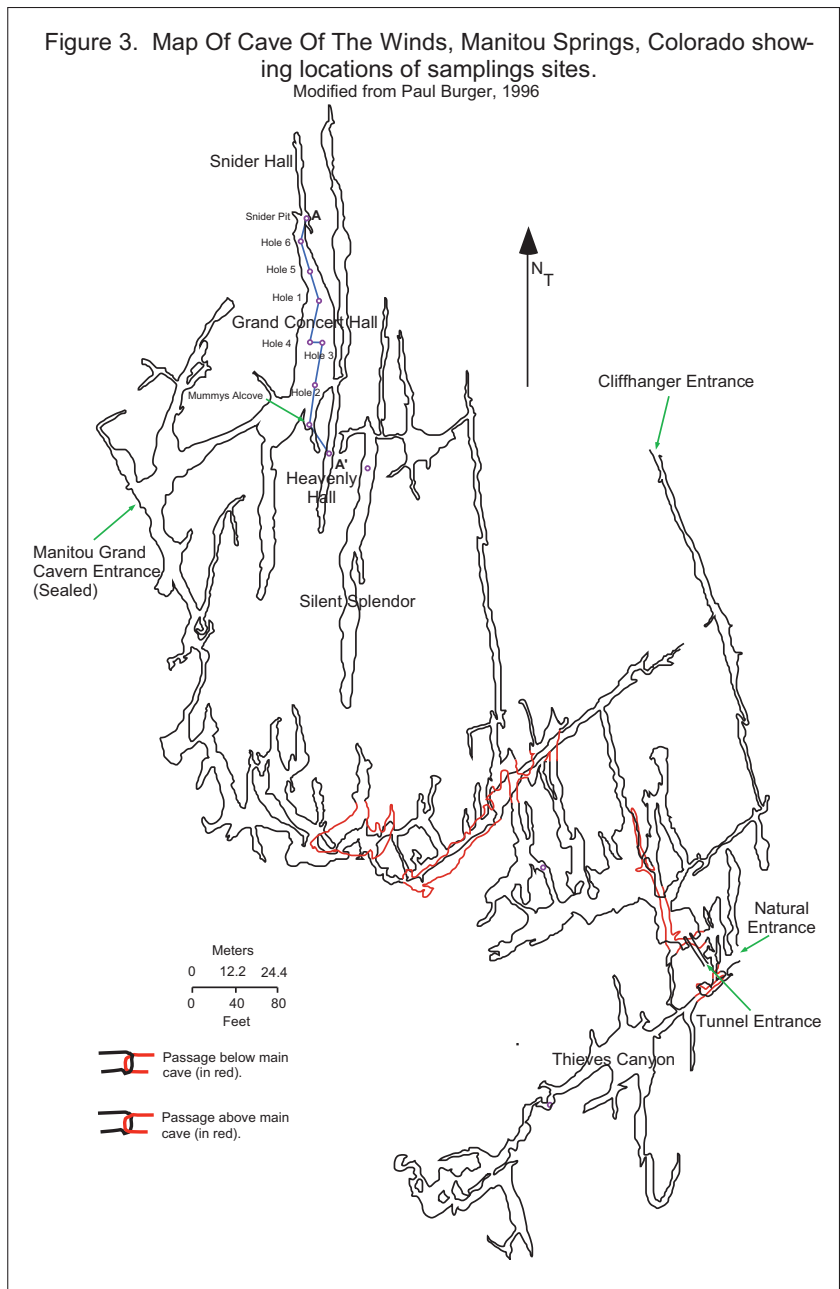 Figure 3.  Map Of Cave Of The Winds, Manitou Springs, Colorado show-
ing locations of samplings sites.
Modified from Paul Burger, 1996
Snider Hall
Snider Pit
A
Hole 6
Hole 5
Hole 1
Grand Concert Hall
Hole 4
Hole 3
Hole 2
Mummys Alcove
A'
Heavenly
Hall
N T
Cliffhanger Entrance
Manitou Grand
Cavern Entrance
(Sealed)
Silent Splendor
Natural
Entrance
Tunnel Entrance
Thieves Canyon
Meters
0 12.2 24.4
0 40 80
Feet
Passage below main
cave (in red).
Passage above main
cave (in red).